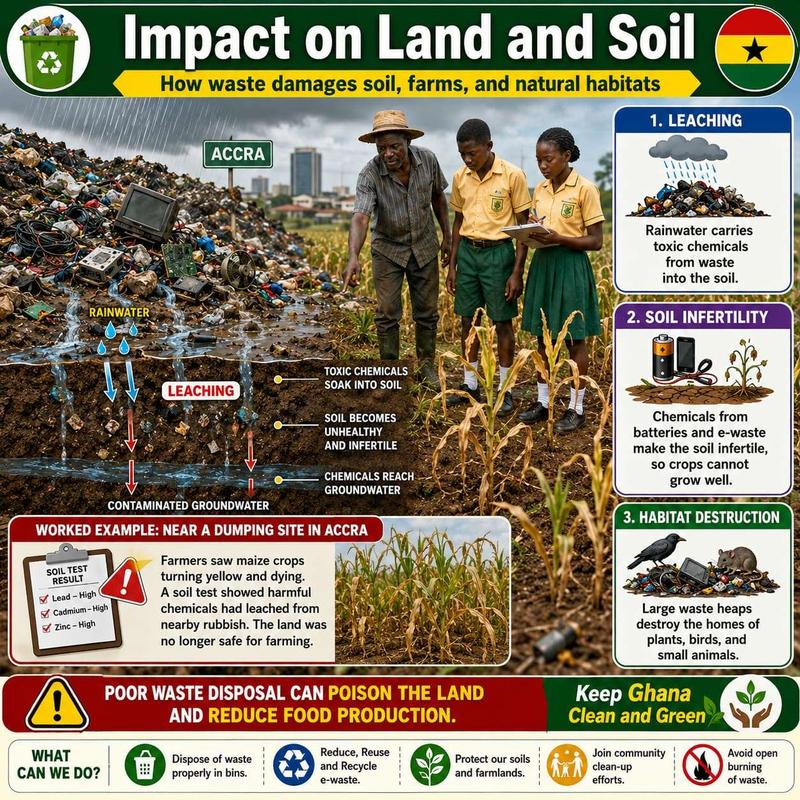 Impact on Land and Soil
How waste damages soil, farms, and natural habitats
ACCRA
RAINWATER
LEACHING
TOXIC CHEMICALS
SOAK INTO SOIL
SOIL BECOMES
UNHEALTHY
AND INFERTILE
CHEMICALS REACH
GROUNDWATER
CONTAMINATED GROUNDWATER
1. LEACHING
Rainwater carries
toxic chemicals
from waste
into the soil.
2. SOIL INFERTILITY
Chemicals from
batteries and e-waste
make the soil infertile,
so crops cannot
grow well.
3. HABITAT DESTRUCTION
Large waste heaps
destroy the homes of
plants, birds, and
small animals.
WORKED EXAMPLE: NEAR A DUMPING SITE IN ACCRA
SOIL TEST
RESULT
Lead – High
Cadmium – High
Zinc – High
Farmers saw maize crops
turning yellow and dying.
A soil test showed harmful
chemicals had leached from
nearby rubbish. The land was
no longer safe for farming.
POOR WASTE DISPOSAL CAN POISON THE LAND
AND REDUCE FOOD PRODUCTION.
Keep Ghana
Clean and Green
WHAT
CAN WE DO?
Dispose of waste
properly in bins.
Reduce, Reuse
and Recycle
e-waste.
Protect our soils
and farmlands.
Join community
clean-up
efforts.
Avoid open
burning
of waste.